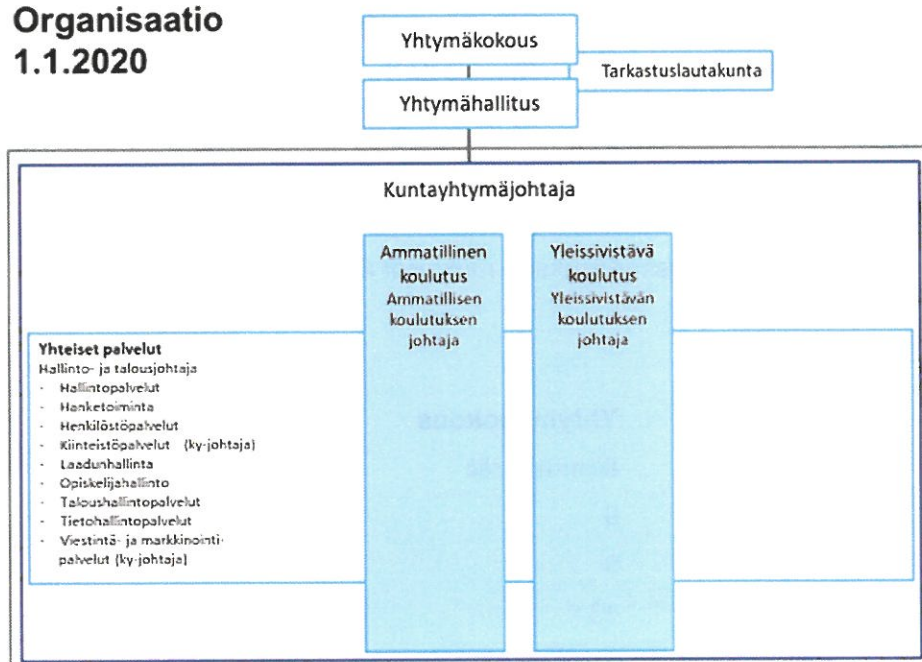 Organisaatio
1.1.2020
Yhtymäkokous
Tarkastuslautakunta
Yhtymähallitus
Kuntayhtymäjohtaja
Ammatillinen
koulutus
Ammatillisen
koulutuksen
johtaja
Yleissivistävä
koulutus
Yleissivistävän
koulutuksen
johtaja
Yhteiset palvelut
Hallinto- ja talousjohtaja
- Hallintopalvelut
- Hanketoiminta
- Henkilöstöpalvelut
- Kiinteistöpalvelut (ky-johtaja)
- Laadunhallinta
- Opiskelijahallinto
- Taloushallintopalvelut
- Tietohallintopalvelut
- Viestintä- ja markkinointi-
palvelut (ky-johtaja)